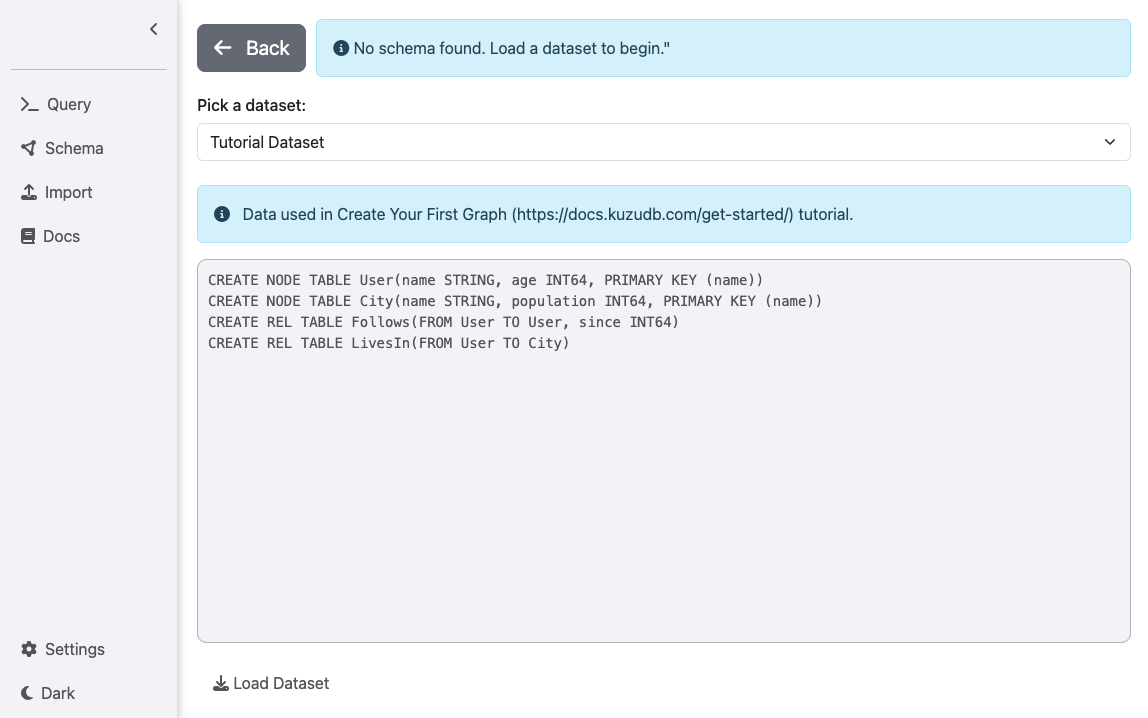 Back
No schema found. Load a dataset to begin."
Query
Schema
Import
Docs
Settings
Dark
Pick a dataset:
Tutorial Dataset
Data used in Create Your First Graph (https://docs.kuzudb.com/get-started/) tutorial.
CREATE NODE TABLE User(name STRING, age INT64, PRIMARY KEY (name))
CREATE NODE TABLE City(name STRING, population INT64, PRIMARY KEY (name))
CREATE REL TABLE Follows(FROM User TO User, since INT64)
CREATE REL TABLE LivesIn(FROM User TO City)
Load Dataset